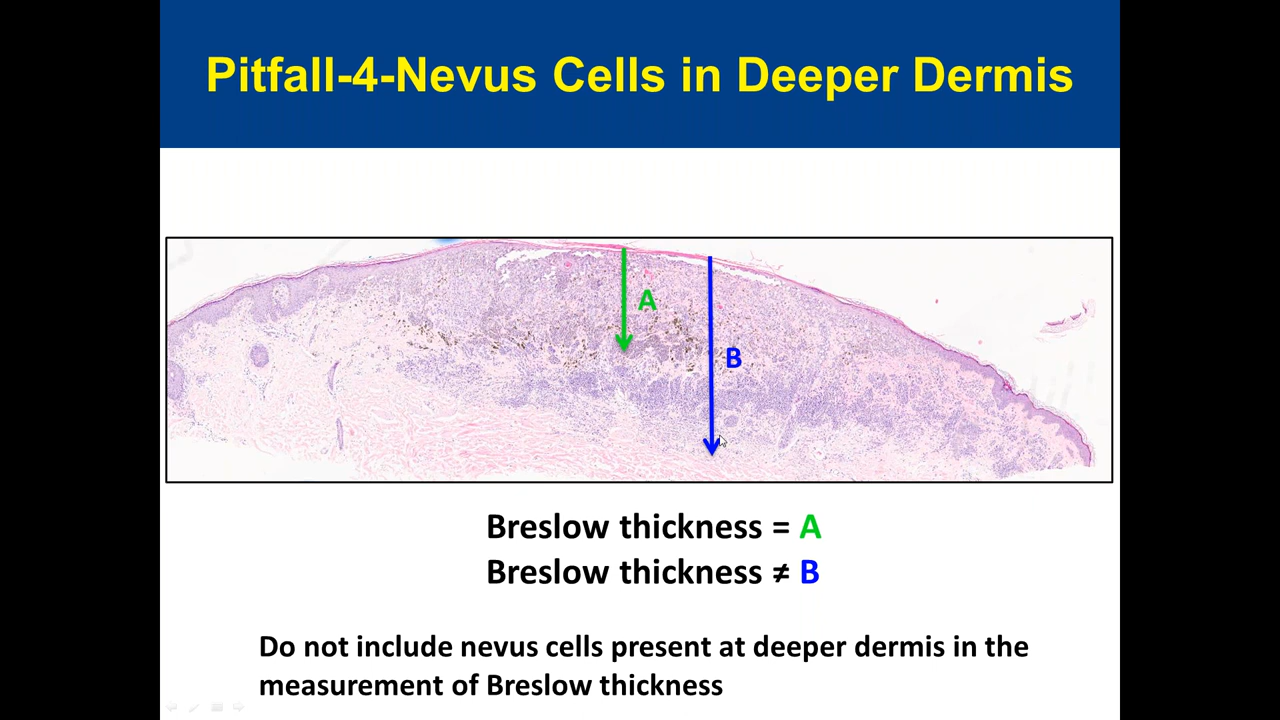 Pitfall-4-Nevus Cells in Deeper Dermis
A
B
Breslow thickness = A
Breslow thickness ≠ B
Do not include nevus cells present at deeper dermis in the
measurement of Breslow thickness